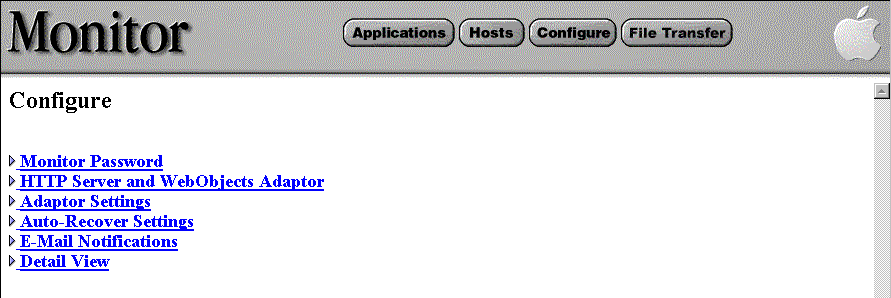 Monitor
Applications Hosts Configure File Transfer
Configure
Monitor Password
HTTP Server and WebObjects Adaptor
Adaptor Settings
Auto-Recover Settings
E-Mail Notifications
Detail View